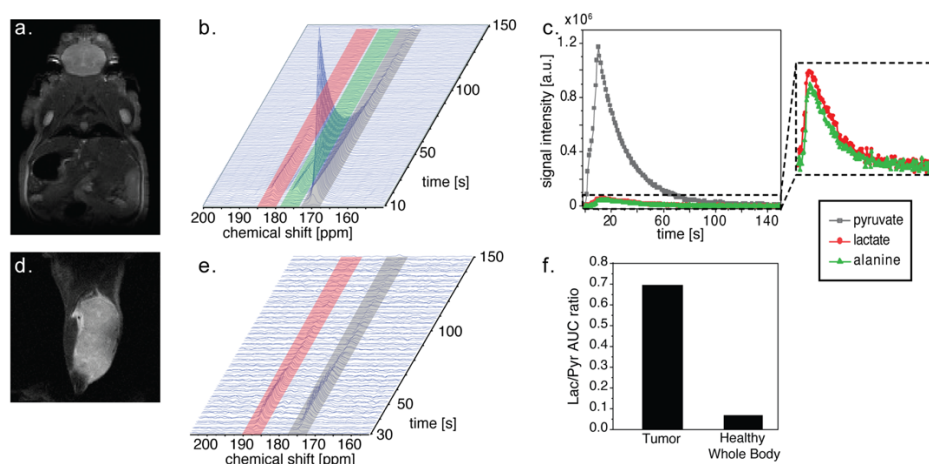 a.
b.
150
100
50
time [s]
10
200
180
160
chemical shift [ppm]
c.
x10⁶
1.2
0.8
0.4
0
signal intensity [a.u.]
20
60
100
140
time [s]
pyruvate
lactate
alanine
d.
e.
150
100
50
time [s]
30
200
190
180
170
165
chemical shift [ppm]
f.
0.8
0.7
0.6
0.5
0.4
0.3
0.2
0.1
0.0
Lac/Pyr AUC ratio
Tumor
Healthy
Whole Body